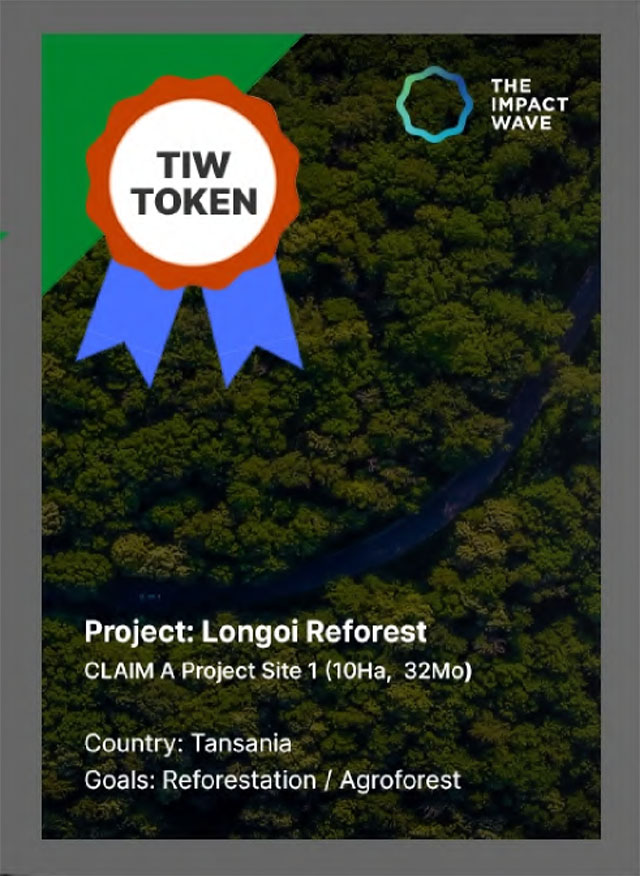 TIW
TOKEN
THE
IMPACT
WAVE
Project: Longoi Reforest
CLAIM A Project Site 1 (10Ha, 32Mo)
Country: Tansania
Goals: Reforestation / Agroforest